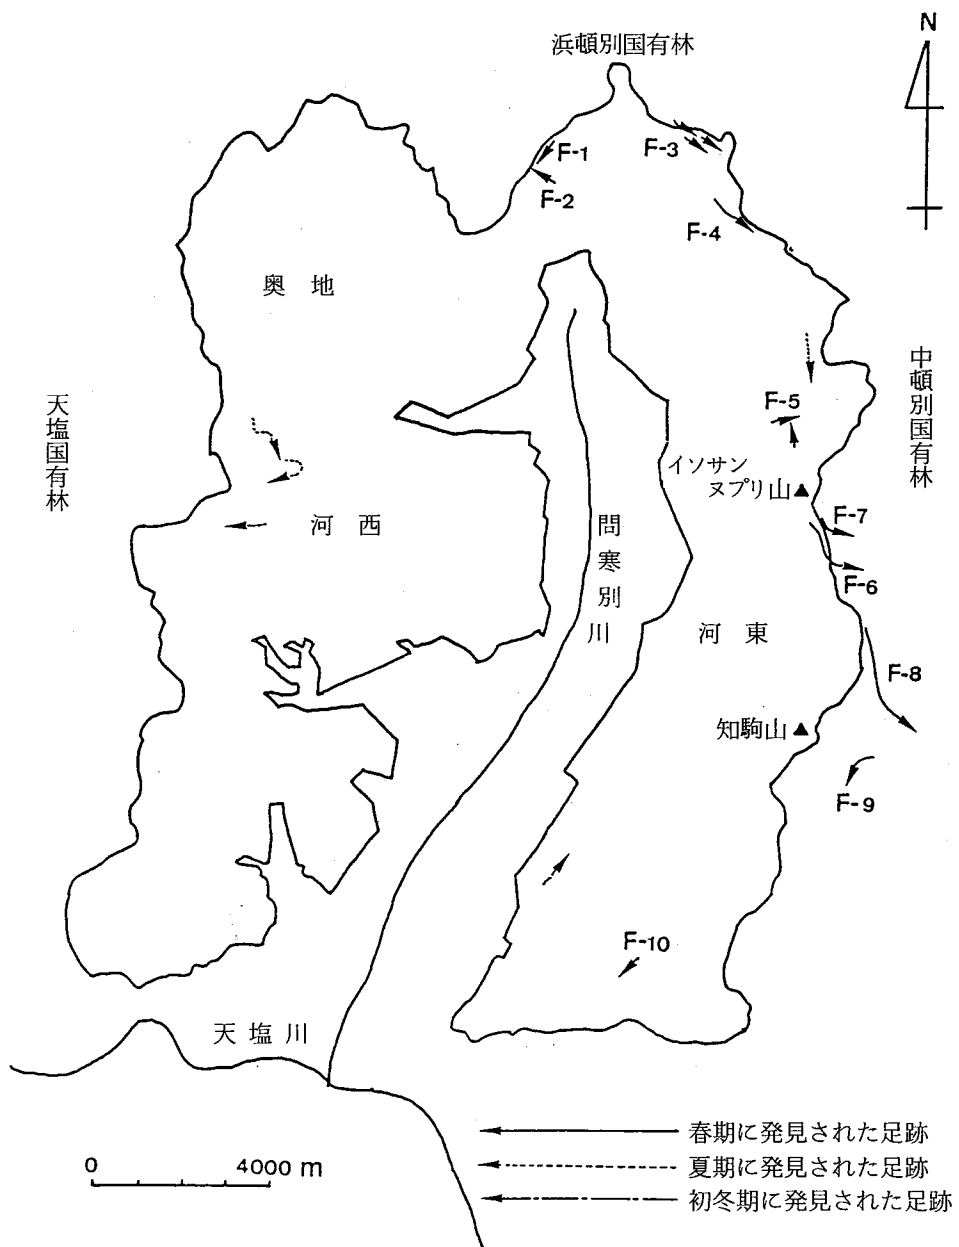 N
浜頓別国有林
F-1
F-3
F-2
F-4
奥地
中頓別国有林
天塩国有林
F-5
イソサン
ヌプリ山
F-7
河西
問寒別川
F-6
河東
F-8
知駒山
F-9
F-10
天塩川
春期に発見された足跡
0 4000 m
夏期に発見された足跡
初冬期に発見された足跡